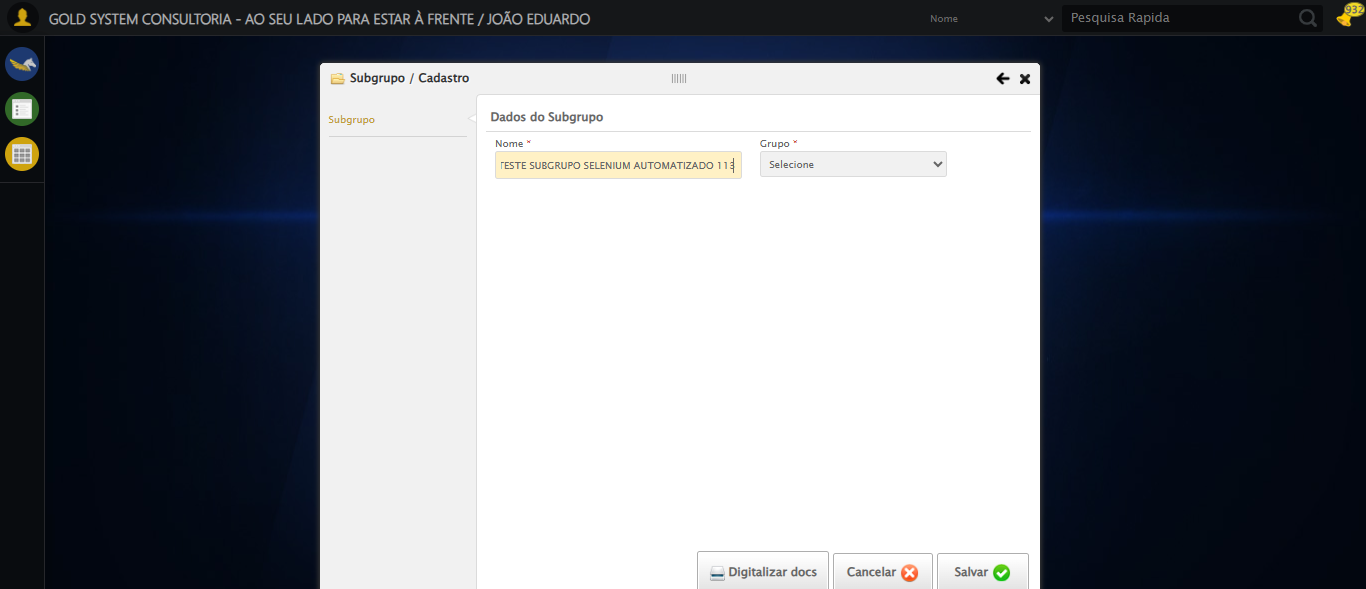 GOLD SYSTEM CONSULTORIA - AO SEU LADO PARA ESTAR À FRENTE / JOÃO EDUARDO
Nome
Pesquisa Rapida
932
Subgrupo / Cadastro
Subgrupo
Dados do Subgrupo
Nome *
Grupo *
TESTE SUBGRUPO SELENIUM AUTOMATIZADO 113
Selecione
Digitalizar docs
Cancelar
Salvar